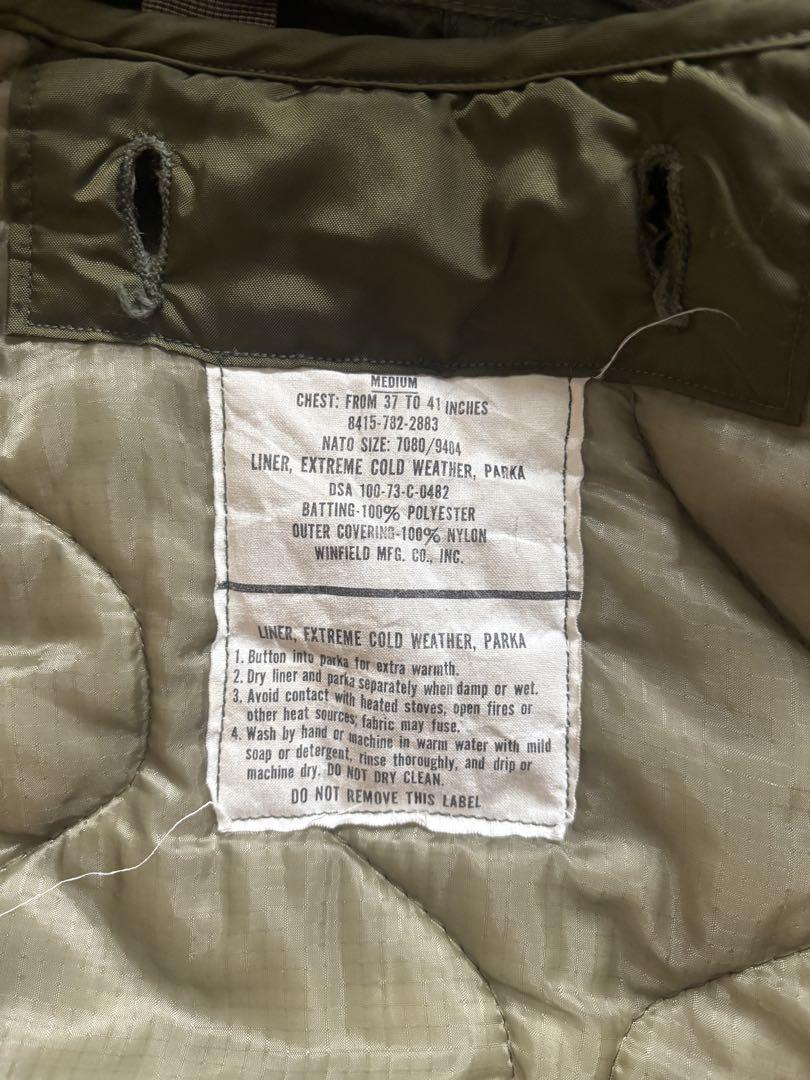 MEDIUM
CHEST: FROM 37 TO 41 INCHES
8415-782-2883
NATO SIZE: 7080/9404
LINER, EXTREME COLD WEATHER, PARKA
DSA 100-73-C-0482
BATTING-100% POLYESTER
OUTER COVERING-100% NYLON
WINFIELD MFG. CO., INC.
LINER, EXTREME COLD WEATHER, PARKA
1. Button into parka for extra warmth.
2. Dry liner and parka separately when damp or wet.
3. Avoid contact with heated stoves, open fires or
other heat sources; fabric may fuse.
4. Wash by hand or machine in warm water with mild
soap or detergent, rinse thoroughly, and drip or
machine dry. DO NOT DRY CLEAN.
DO NOT REMOVE THIS LABEL